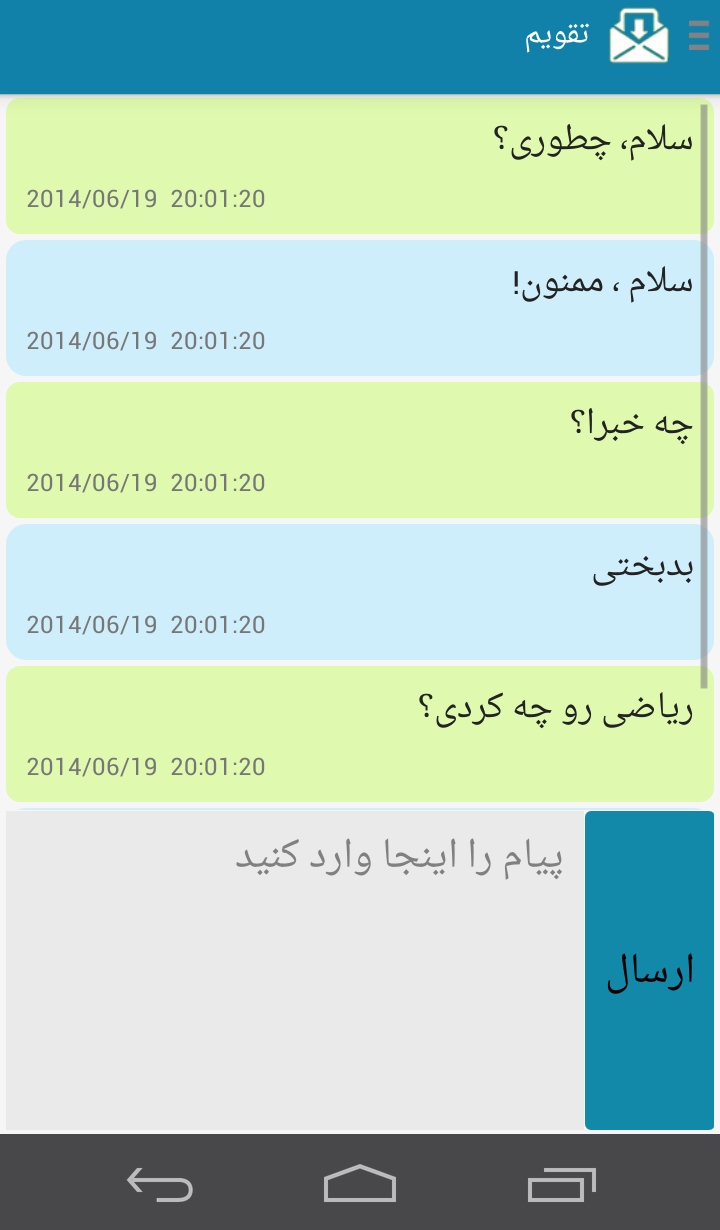 تقویم
سلام، چطوری؟
2014/06/19 20:01:20
سلام ، ممنون!
2014/06/19 20:01:20
چه خبرا؟
2014/06/19 20:01:20
بدبختی
2014/06/19 20:01:20
ریاضی رو چه کردی؟
2014/06/19 20:01:20
پیام را اینجا وارد کنید
ارسال